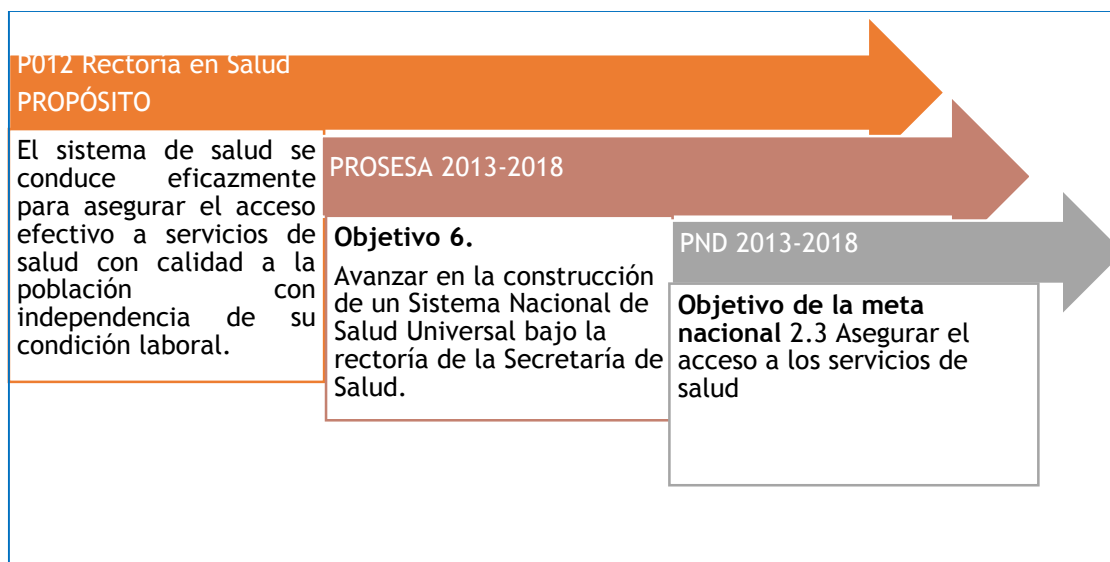 P012 Rectoría en Salud
PROPÓSITO
El sistema de salud se
conduce eficazmente
para asegurar el acceso
efectivo a servicios de
salud con calidad a la
población con
independencia de su
condición laboral.
PROSESA 2013-2018
Objetivo 6.
Avanzar en la construcción
de un Sistema Nacional de
Salud Universal bajo la
rectoría de la Secretaría de
Salud.
PND 2013-2018
Objetivo de la meta
nacional 2.3 Asegurar el
acceso a los servicios de
salud